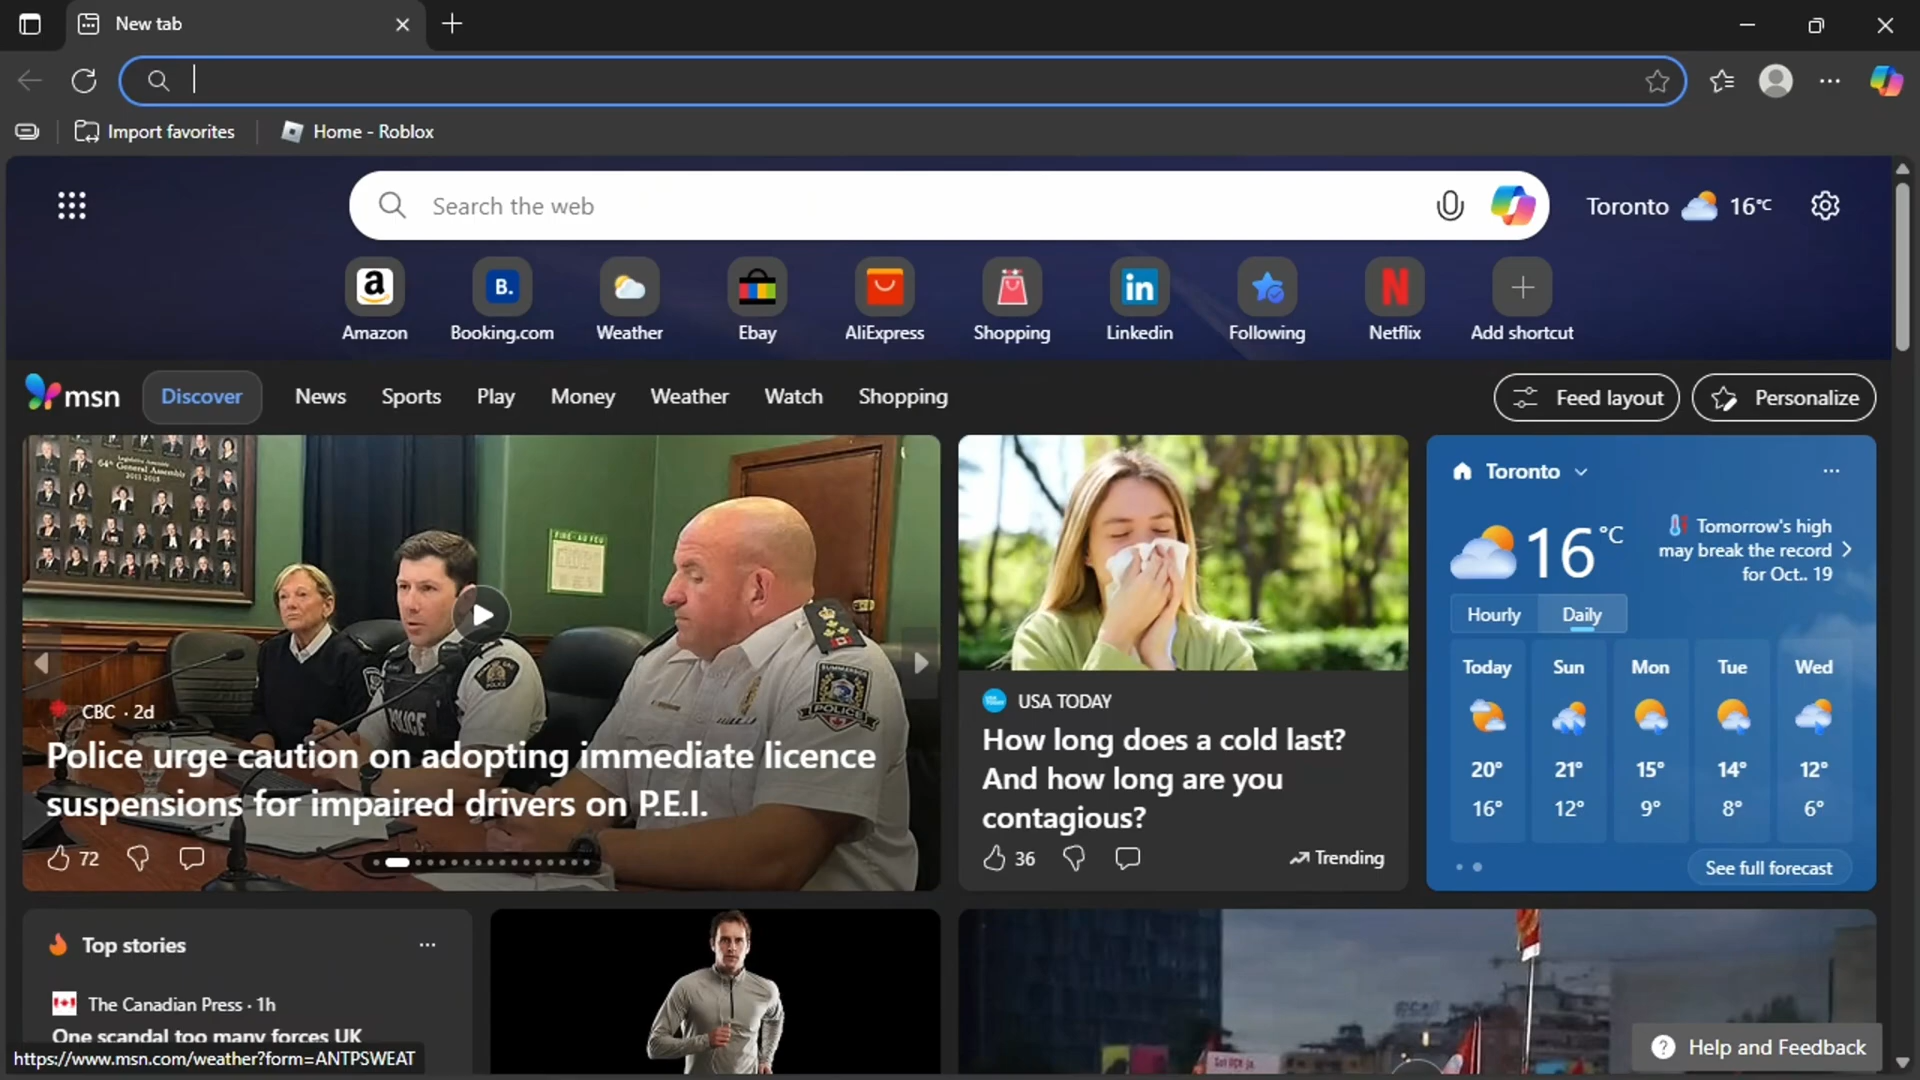 New tab
Import favorites
Home - Roblox
Search the web
Toronto 16°C
Amazon
Booking.com
Weather
Ebay
AliExpress
Shopping
Linkedin
Following
Netflix
Add shortcut
msn
Discover
News
Sports
Play
Money
Weather
Watch
Shopping
Feed layout
Personalize
CBC · 2d
Police urge caution on adopting immediate licence
suspensions for impaired drivers on P.E.I.
72
USA TODAY
How long does a cold last?
And how long are you
contagious?
36
Trending
Toronto
16 °C
Tomorrow's high
may break the record
for Oct.. 19
Hourly
Daily
Today Sun Mon Tue Wed
20° 21° 15° 14° 12°
16° 12° 9° 8° 6°
See full forecast
Top stories
The Canadian Press · 1h
One scandal too many forces UK
https://www.msn.com/weather?form=ANTPSWEAT
Help and Feedback